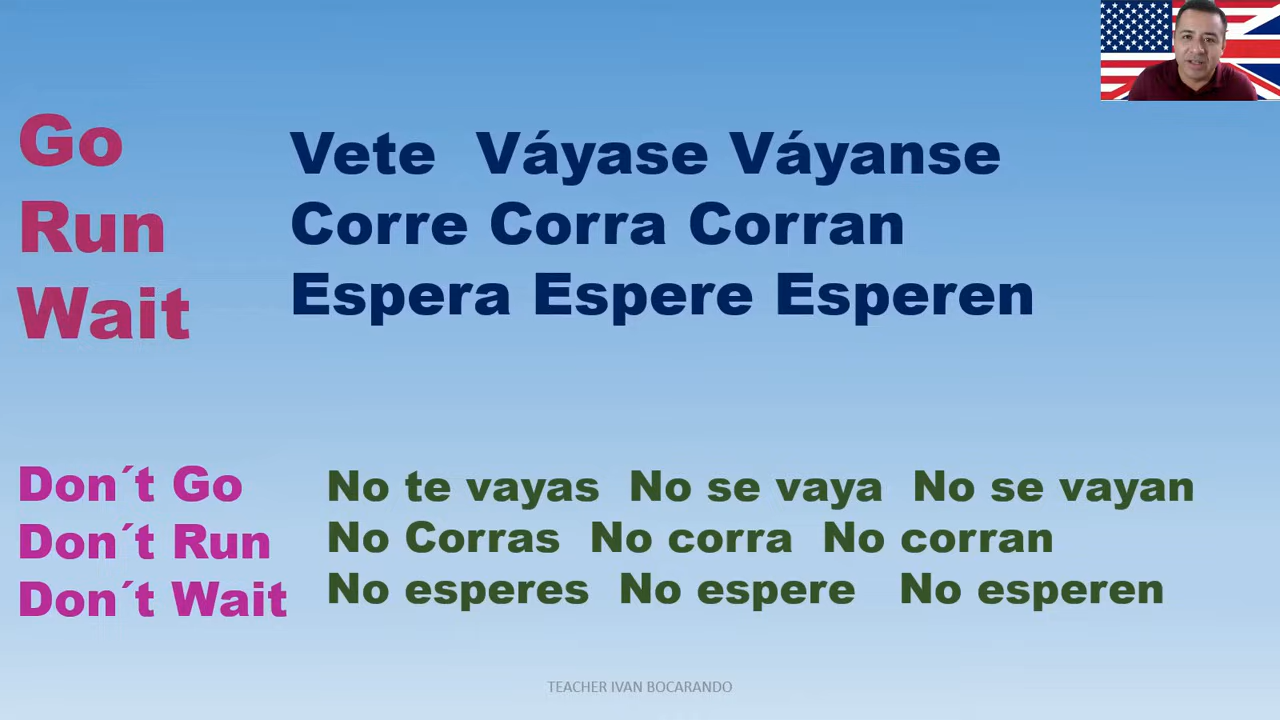 Go
Run
Wait
Vete Váyase Váyanse
Corre Corra Corran
Espera Espere Esperen
Don´t Go
Don´t Run
Don´t Wait
No te vayas No se vaya No se vayan
No Corras No corra No corran
No esperes No espere No esperen
TEACHER IVAN BOCARANDO